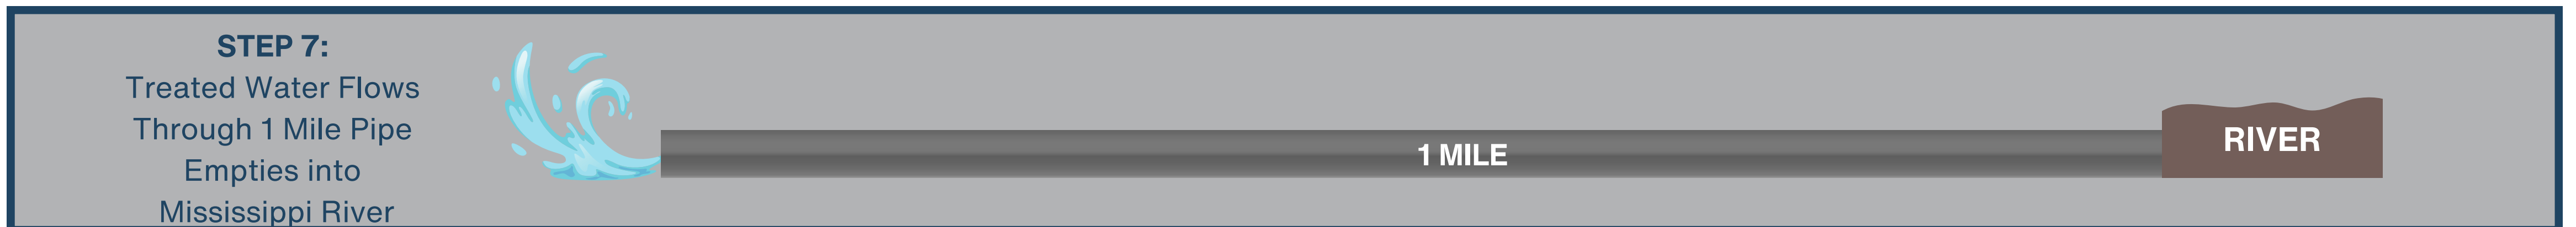 STEP 7:
Treated Water Flows
Through 1 Mile Pipe
Empties into
Mississippi River
1 MILE
RIVER